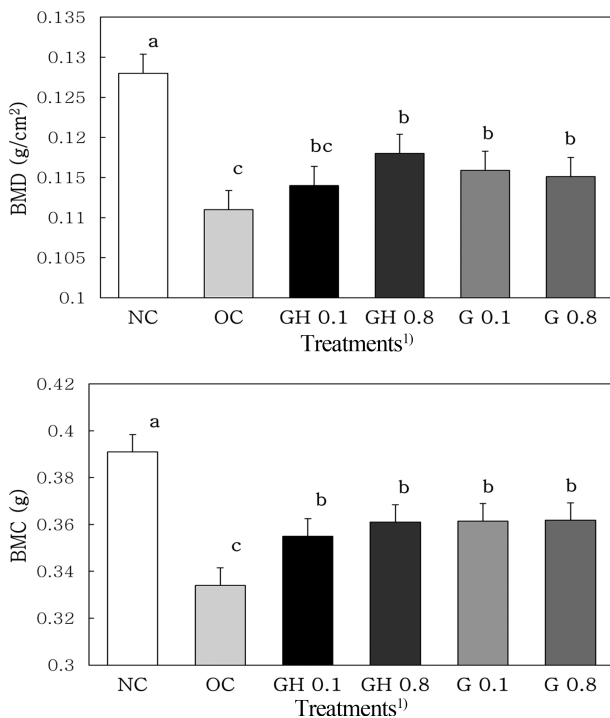 0.135
0.13
0.125
0.12
0.115
0.11
0.105
0.1
BMD (g/cm²)
a
c
bc
b
b
b
NC OC GH 0.1 GH 0.8 G 0.1 G 0.8
Treatments¹⁾
0.42
0.4
0.38
0.36
0.34
0.32
0.3
BMC (g)
a
c
b
b
b
b
NC OC GH 0.1 GH 0.8 G 0.1 G 0.8
Treatments¹⁾